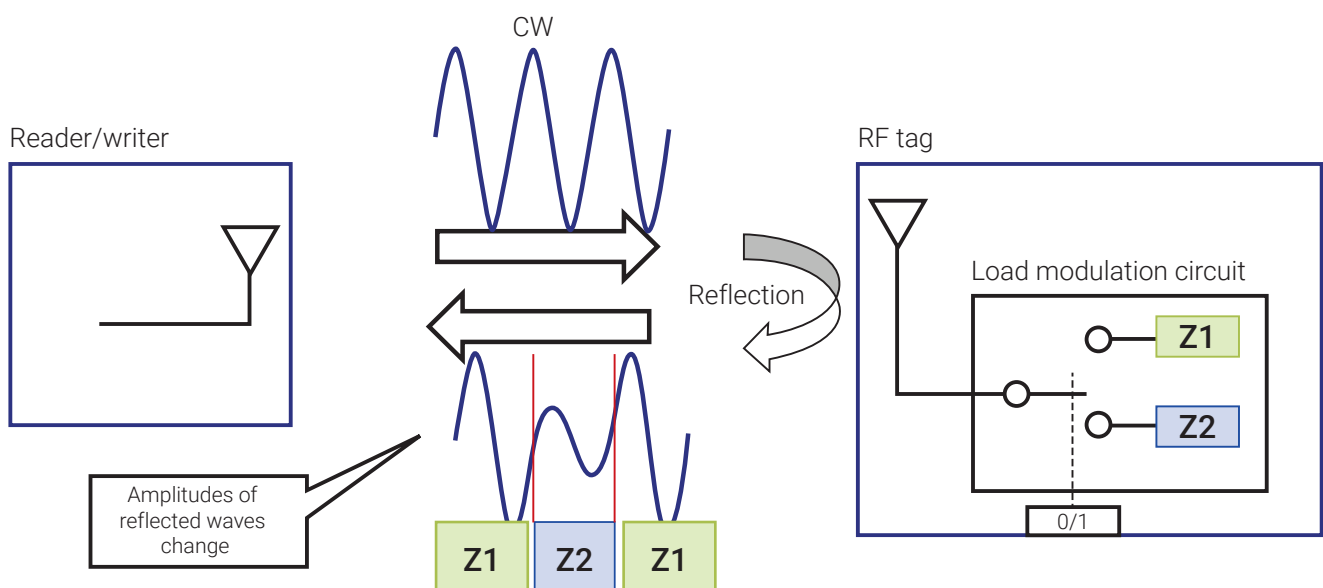 CW
Reader/writer
RF tag
Load modulation circuit
Reflection
Z1
Z2
0/1
Amplitudes of
reflected waves
change
Z1 Z2 Z1